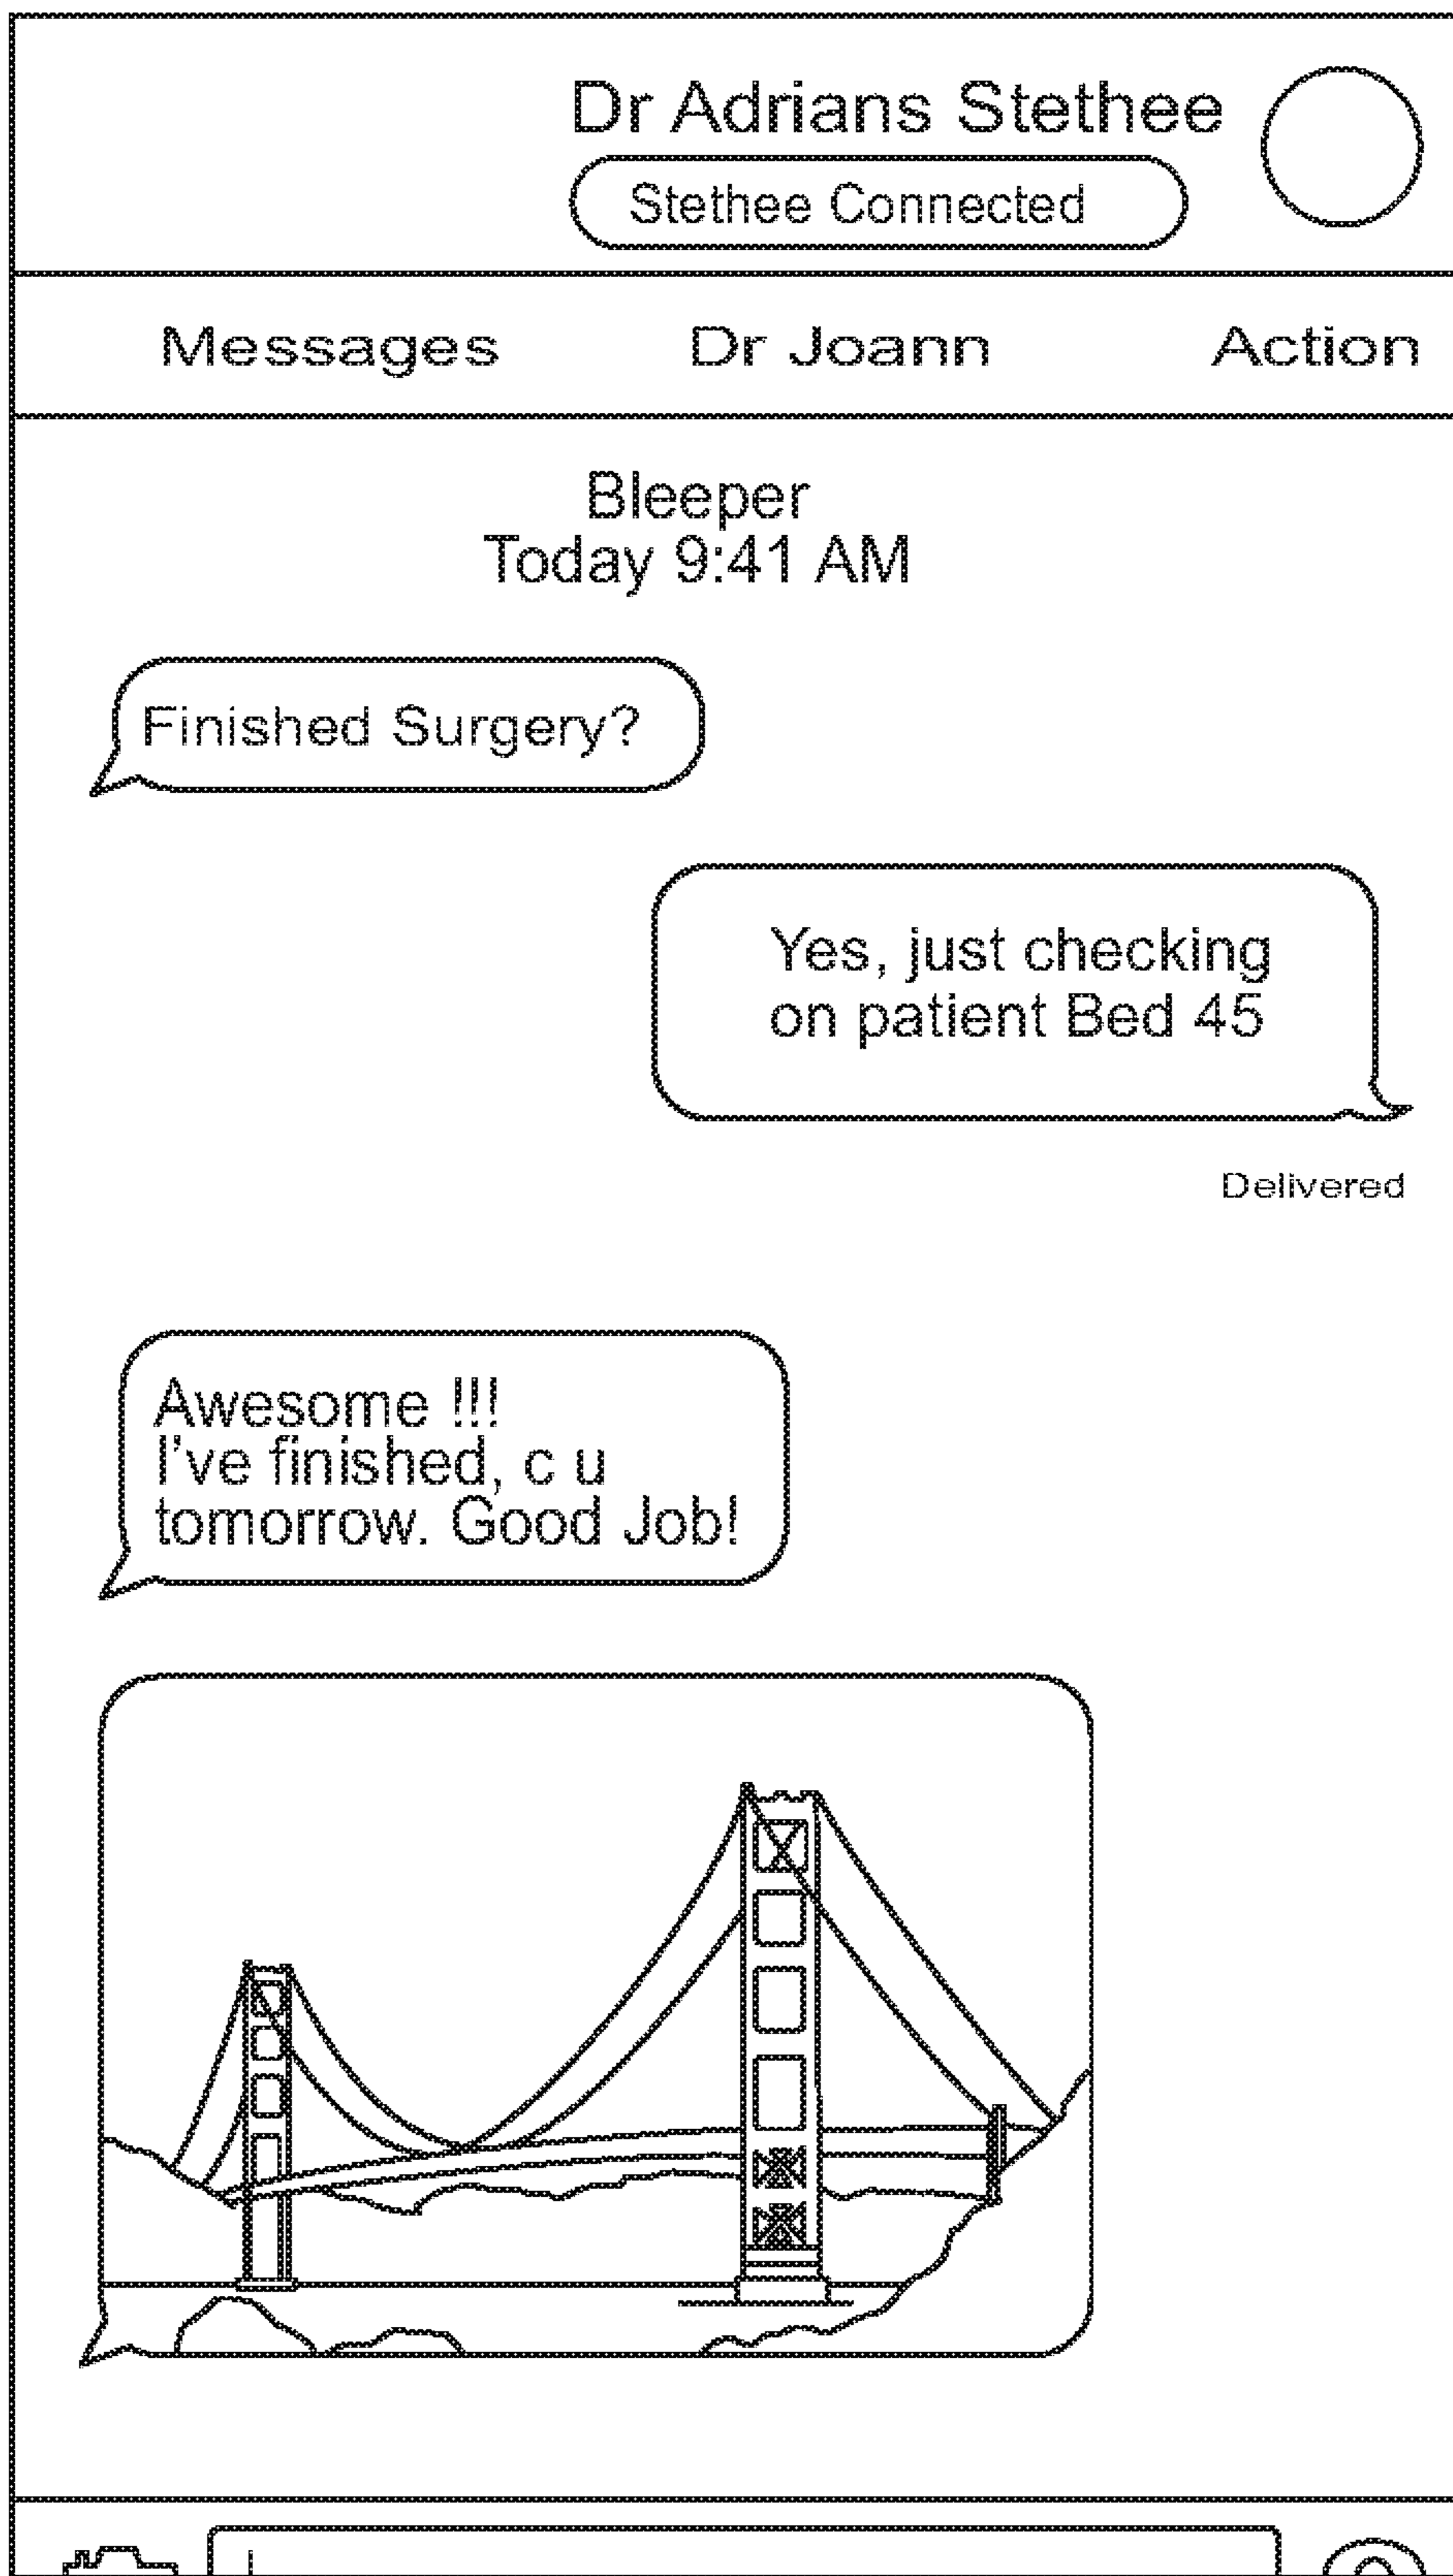 Dr Adrians Stethee
Stethee Connected
Messages Dr Joann Action
Bleeper
Today 9:41 AM
Finished Surgery?
Yes, just checking
on patient Bed 45
Delivered
Awesome !!!
I've finished, c u
tomorrow. Good Job!